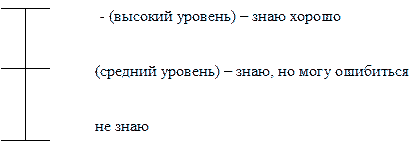 - (высокий уровень) – знаю хорошо
(средний уровень) – знаю, но могу ошибиться
не знаю